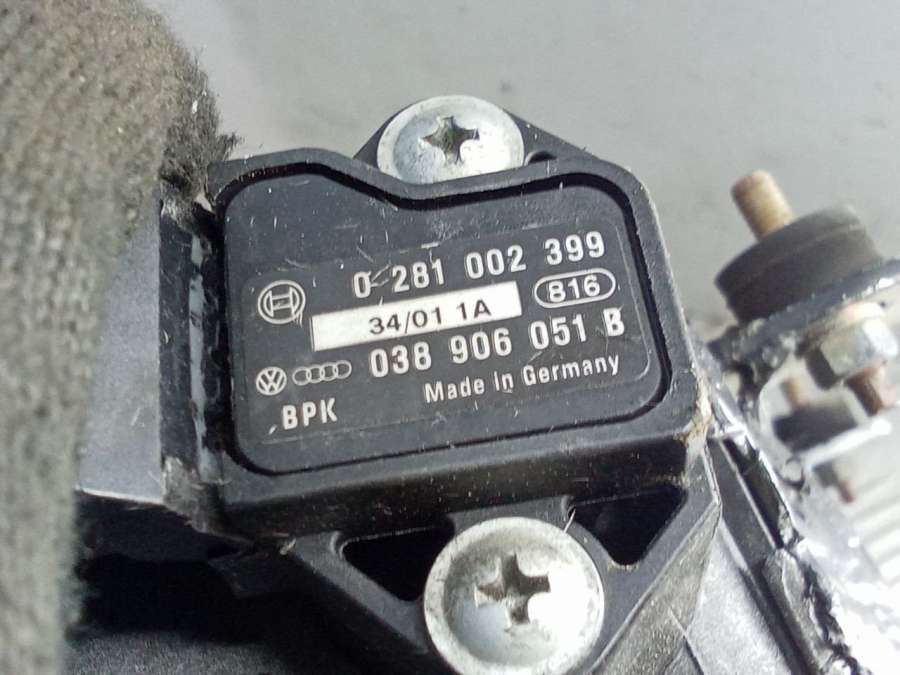 0 281 002 399
34/01 1A
816
038 906 051 B
Made in Germany
BPK